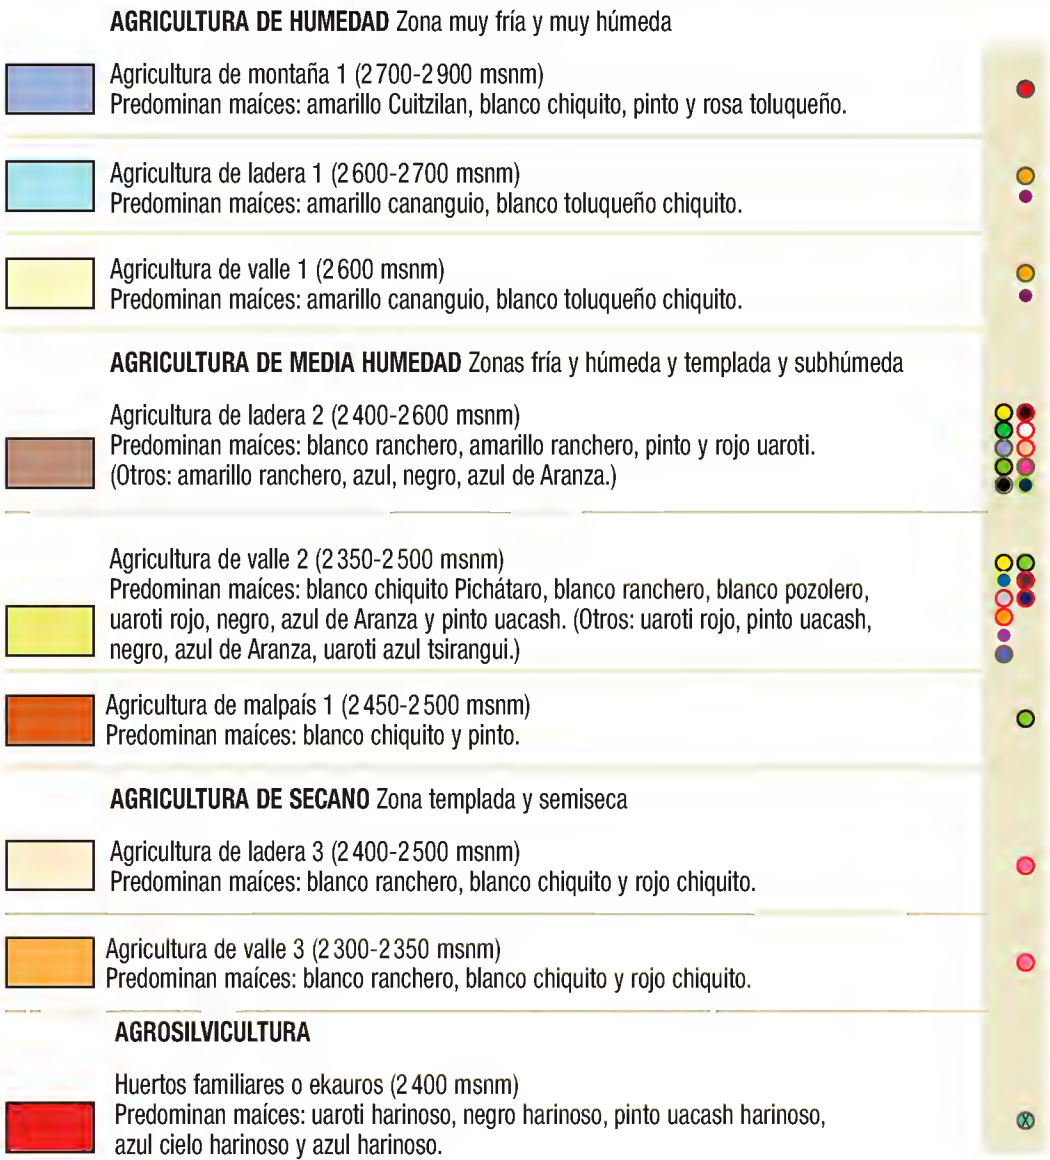 AGRICULTURA DE HUMEDAD Zona muy fría y muy húmeda
Agricultura de montaña 1 (2 700-2 900 msnm)
Predominan maíces: amarillo Cuitzilan, blanco chiquito, pinto y rosa toluqueño.
Agricultura de ladera 1 (2 600-2 700 msnm)
Predominan maíces: amarillo cananguio, blanco toluqueño chiquito.
Agricultura de valle 1 (2 600 msnm)
Predominan maíces: amarillo cananguio, blanco toluqueño chiquito.
AGRICULTURA DE MEDIA HUMEDAD Zonas fría y húmeda y templada y subhúmeda
Agricultura de ladera 2 (2 400-2 600 msnm)
Predominan maíces: blanco ranchero, amarillo ranchero, pinto y rojo uaroti.
(Otros: amarillo ranchero, azul, negro, azul de Aranza.)
Agricultura de valle 2 (2 350-2 500 msnm)
Predominan maíces: blanco chiquito Pichátaro, blanco ranchero, blanco pozolero,
uaroti rojo, negro, azul de Aranza y pinto uacash. (Otros: uaroti rojo, pinto uacash,
negro, azul de Aranza, uaroti azul tsirangui.)
Agricultura de malpaís 1 (2 450-2 500 msnm)
Predominan maíces: blanco chiquito y pinto.
AGRICULTURA DE SECANO Zona templada y semiseca
Agricultura de ladera 3 (2 400-2 500 msnm)
Predominan maíces: blanco ranchero, blanco chiquito y rojo chiquito.
Agricultura de valle 3 (2 300-2 350 msnm)
Predominan maíces: blanco ranchero, blanco chiquito y rojo chiquito.
AGROSILVICULTURA
Huertos familiares o ekauros (2 400 msnm)
Predominan maíces: uaroti harinoso, negro harinoso, pinto uacash harinoso,
azul cielo harinoso y azul harinoso.
X